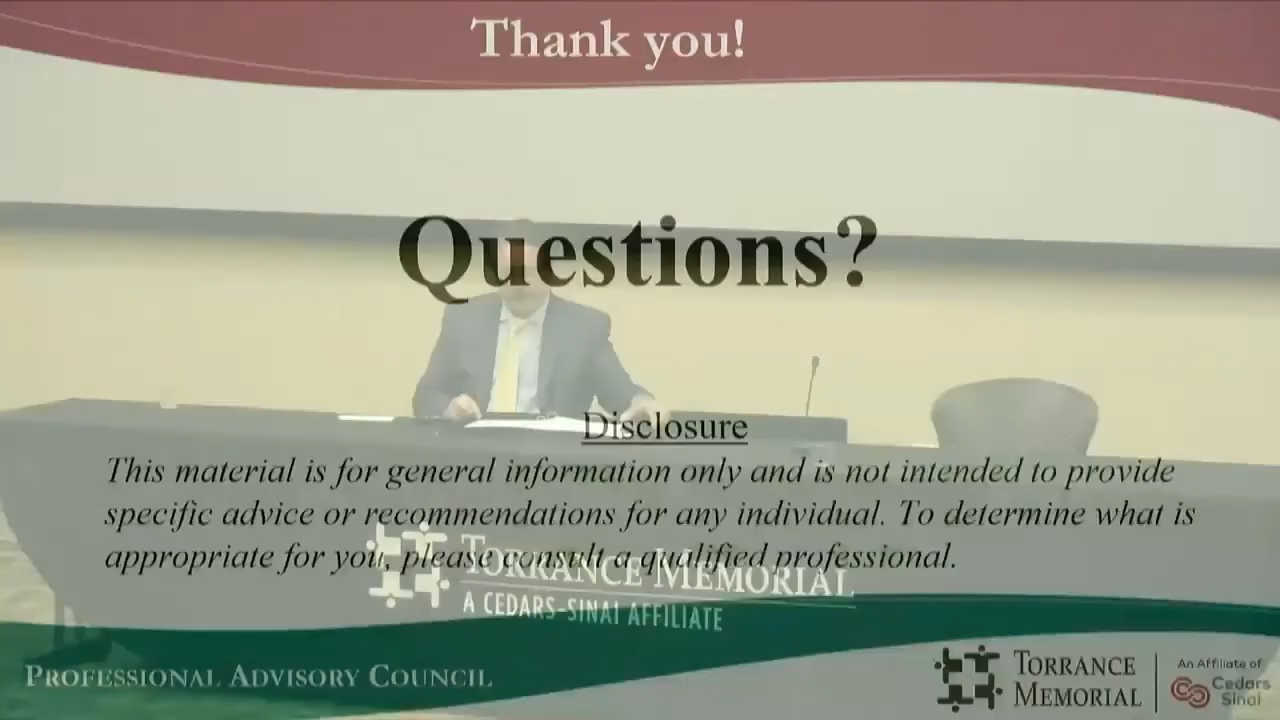 Thank you!
Questions?
Disclosure
This material is for general information only and is not intended to provide
specific advice or recommendations for any individual. To determine what is
appropriate for you, please consult a qualified professional.
TORRANCE MEMORIAL
A CEDARS-SINAI AFFILIATE
PROFESSIONAL ADVISORY COUNCIL
TORRANCE
MEMORIAL
An Affiliate of
Cedars
Sinai